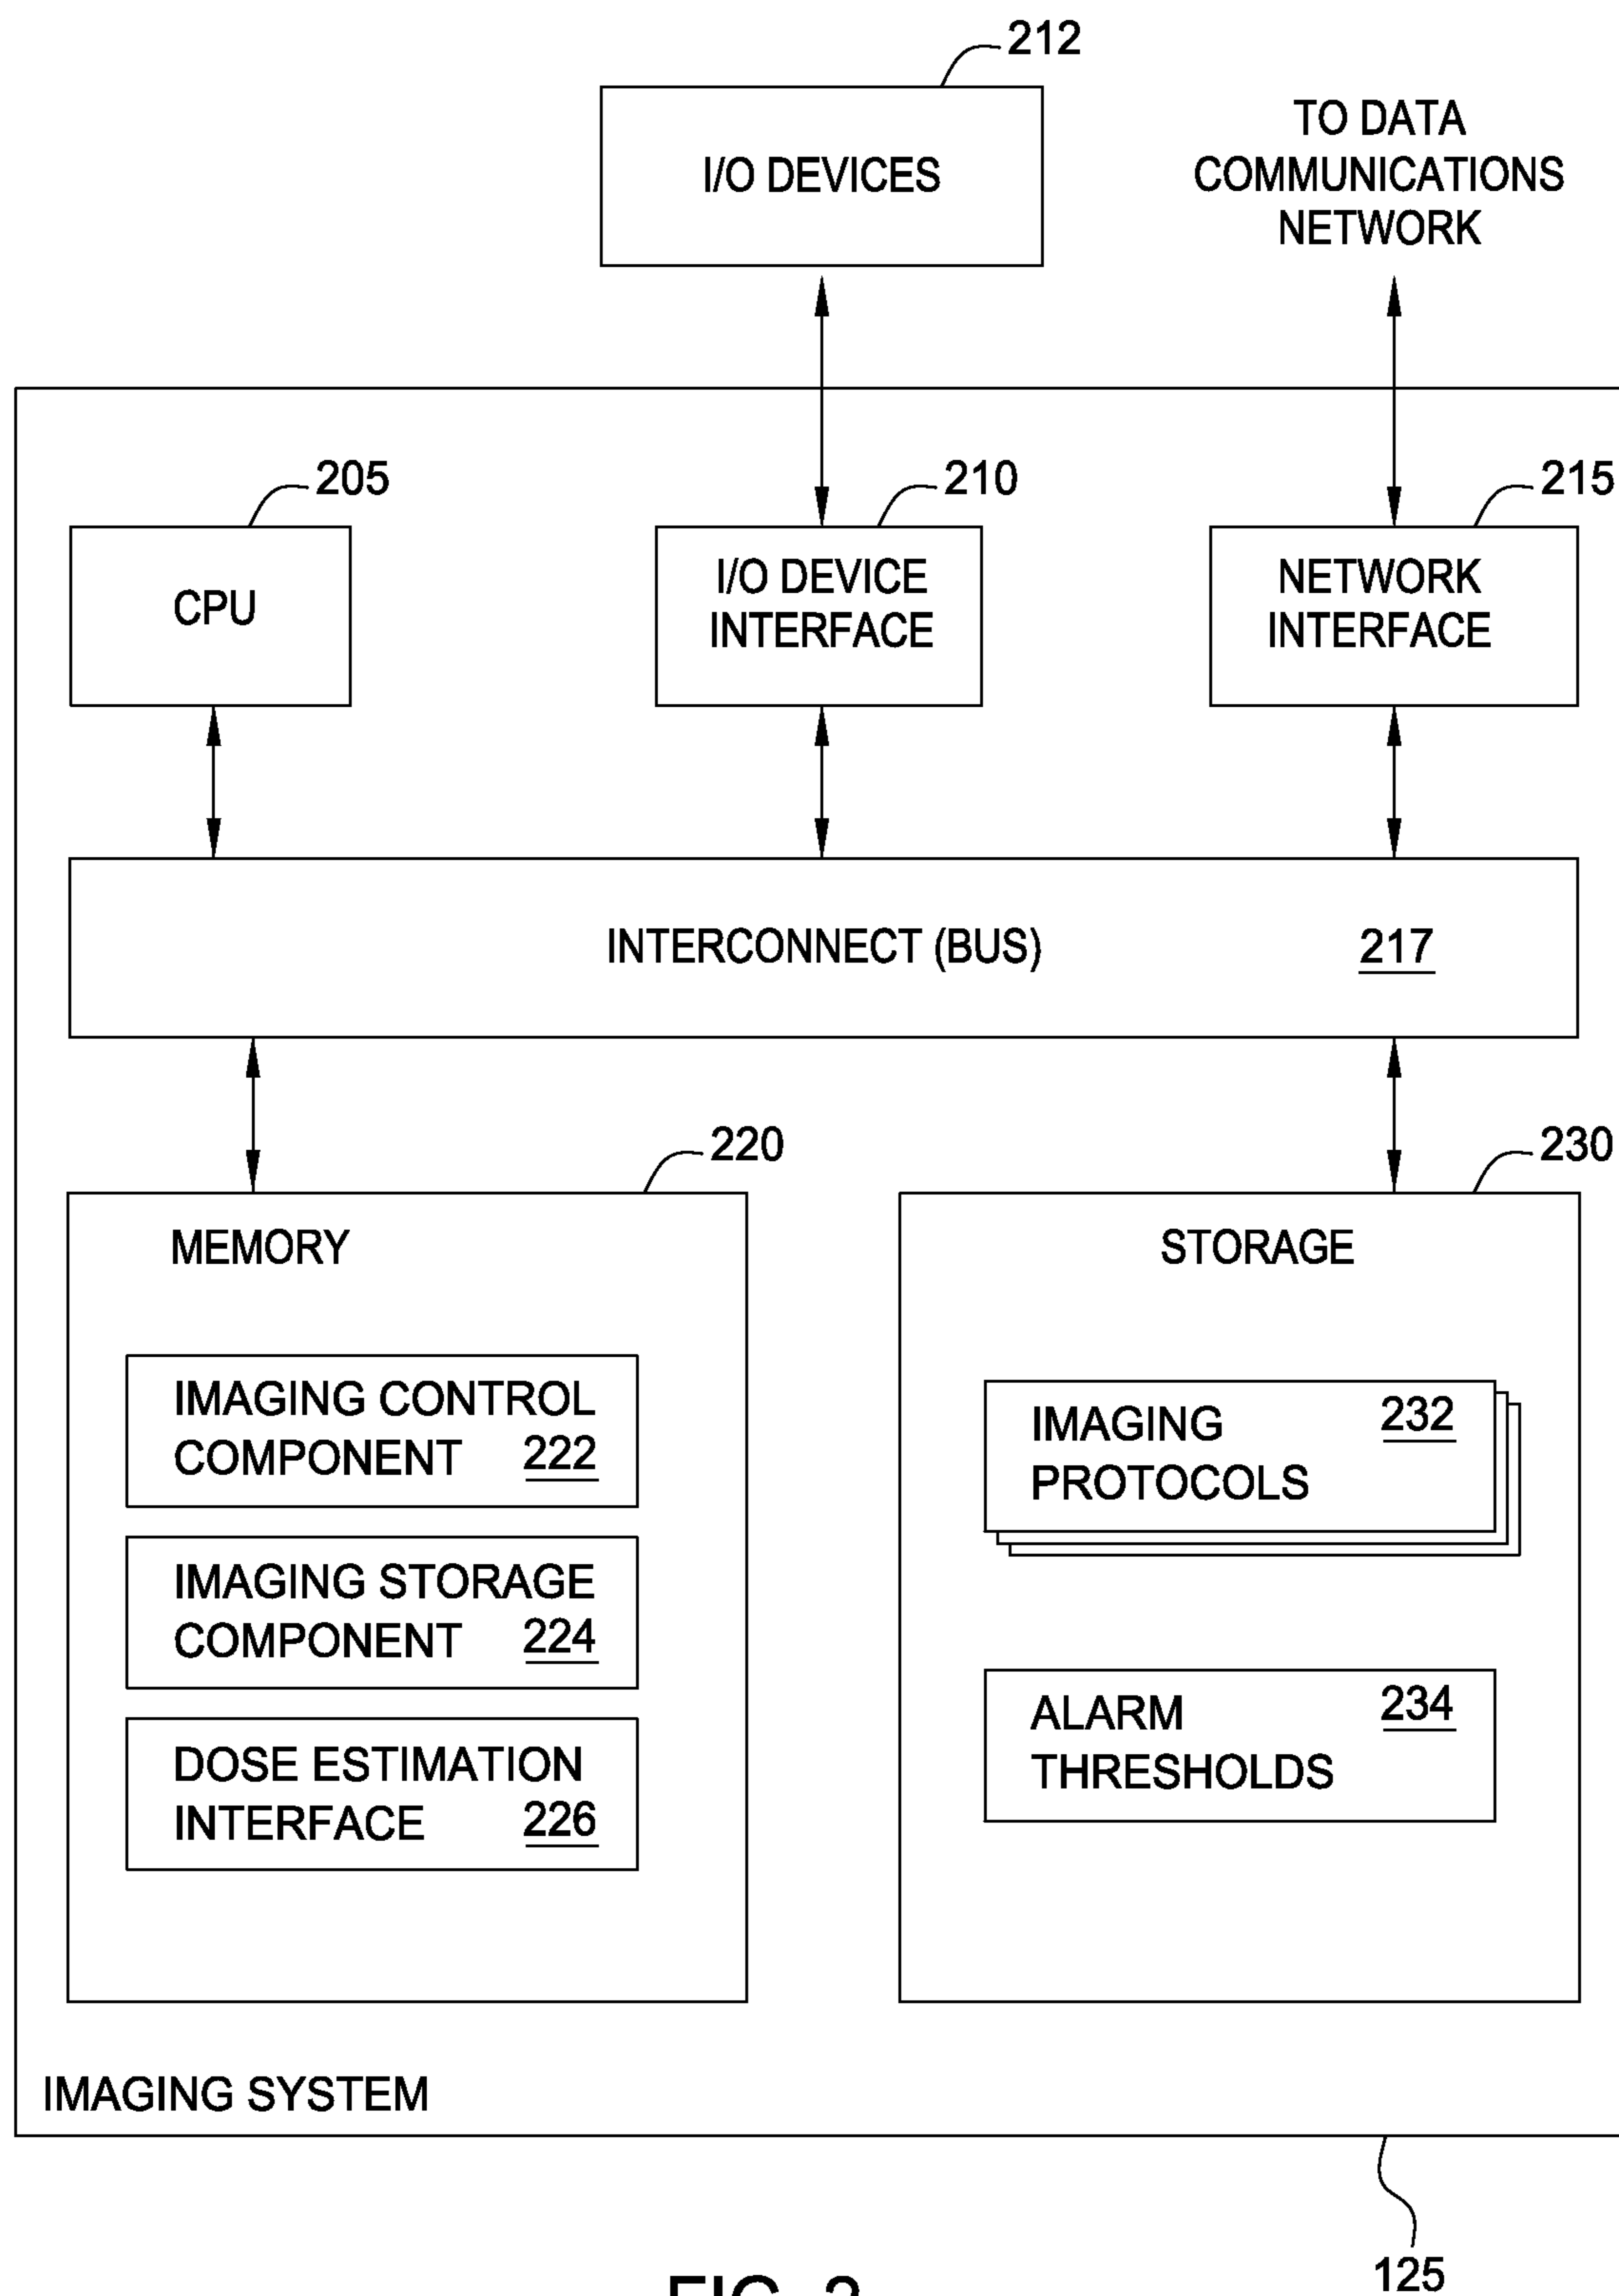 212
I/O DEVICES
TO DATA
COMMUNICATIONS
NETWORK
205
210
215
CPU
I/O DEVICE
INTERFACE
NETWORK
INTERFACE
INTERCONNECT (BUS) 217
220
230
MEMORY
IMAGING CONTROL
COMPONENT 222
IMAGING STORAGE
COMPONENT 224
DOSE ESTIMATION
INTERFACE 226
STORAGE
IMAGING 232
PROTOCOLS
ALARM 234
THRESHOLDS
IMAGING SYSTEM
125